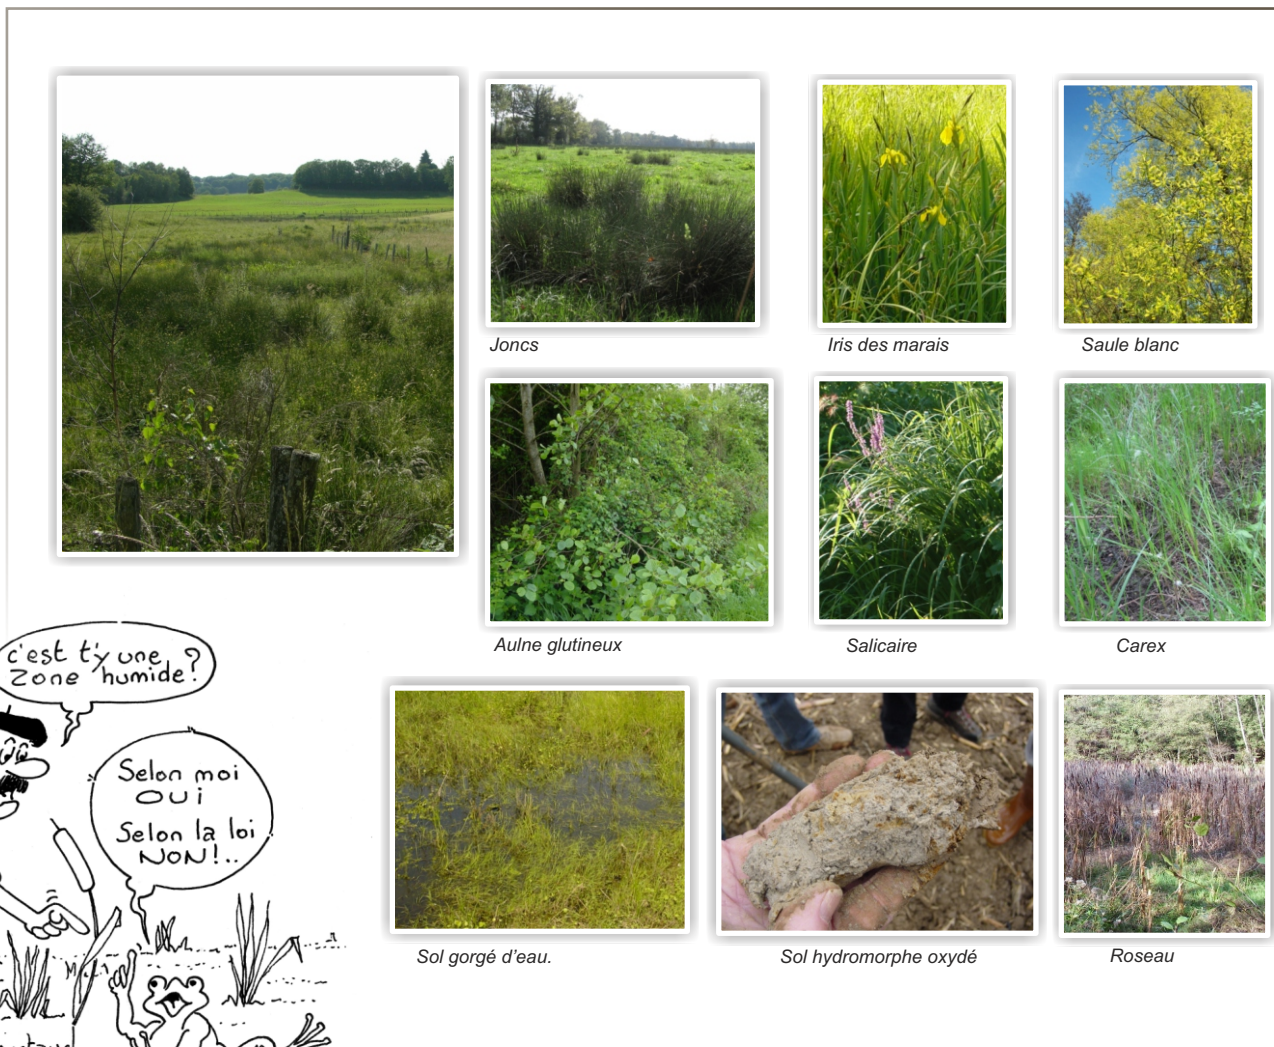 Joncs
Iris des marais
Saule blanc
Aulne glutineux
Salicaire
Carex
c'est t'y une
zone humide?
Selon moi
OUI
Selon la loi
NON!..
Sol gorgé d'eau.
Sol hydromorphe oxydé
Roseau